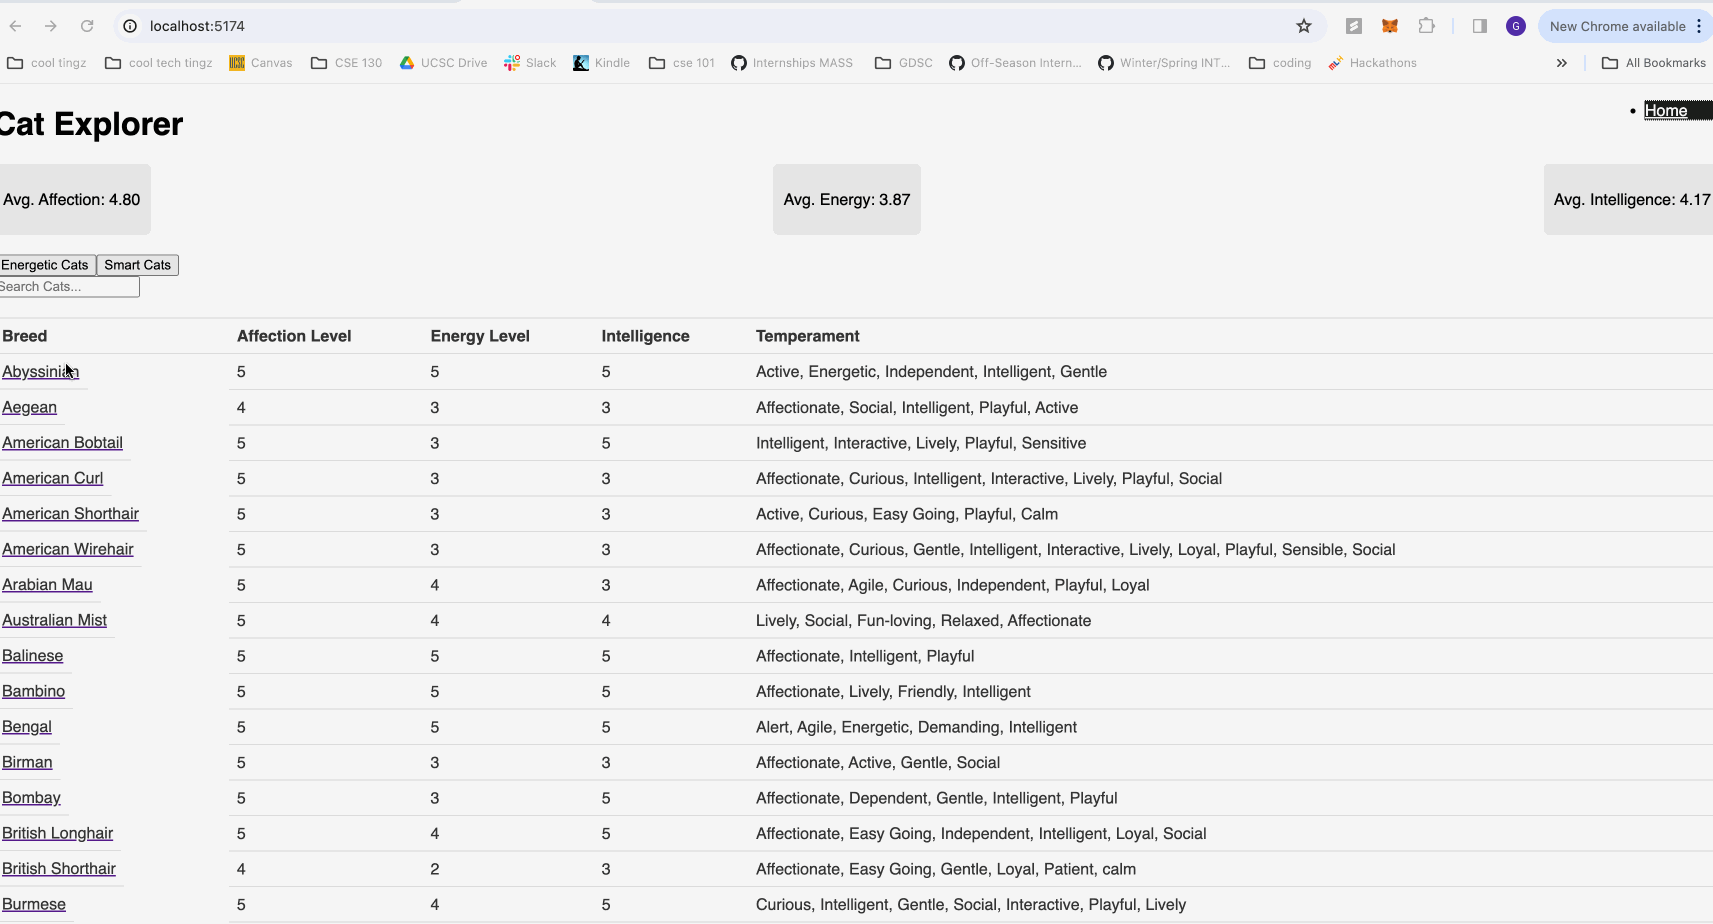 localhost:5174
G
New Chrome available
cool tingz cool tech tingz Canvas CSE 130 UCSC Drive Slack Kindle cse 101 Internships MASS GDSC Off-Season Intern... Winter/Spring INT... coding Hackathons » All Bookmarks
Home
Cat Explorer
Avg. Affection: 4.80 Avg. Energy: 3.87 Avg. Intelligence: 4.17
Energetic Cats Smart Cats
Search Cats...
Breed Affection Level Energy Level Intelligence Temperament
Abyssinian 5 5 5 Active, Energetic, Independent, Intelligent, Gentle
Aegean 4 3 3 Affectionate, Social, Intelligent, Playful, Active
American Bobtail 5 3 5 Intelligent, Interactive, Lively, Playful, Sensitive
American Curl 5 3 3 Affectionate, Curious, Intelligent, Interactive, Lively, Playful, Social
American Shorthair 5 3 3 Active, Curious, Easy Going, Playful, Calm
American Wirehair 5 3 3 Affectionate, Curious, Gentle, Intelligent, Interactive, Lively, Loyal, Playful, Sensible, Social
Arabian Mau 5 4 3 Affectionate, Agile, Curious, Independent, Playful, Loyal
Australian Mist 5 4 4 Lively, Social, Fun-loving, Relaxed, Affectionate
Balinese 5 5 5 Affectionate, Intelligent, Playful
Bambino 5 5 5 Affectionate, Lively, Friendly, Intelligent
Bengal 5 5 5 Alert, Agile, Energetic, Demanding, Intelligent
Birman 5 3 3 Affectionate, Active, Gentle, Social
Bombay 5 3 5 Affectionate, Dependent, Gentle, Intelligent, Playful
British Longhair 5 4 5 Affectionate, Easy Going, Independent, Intelligent, Loyal, Social
British Shorthair 4 2 3 Affectionate, Easy Going, Gentle, Loyal, Patient, calm
Burmese 5 4 5 Curious, Intelligent, Gentle, Social, Interactive, Playful, Lively